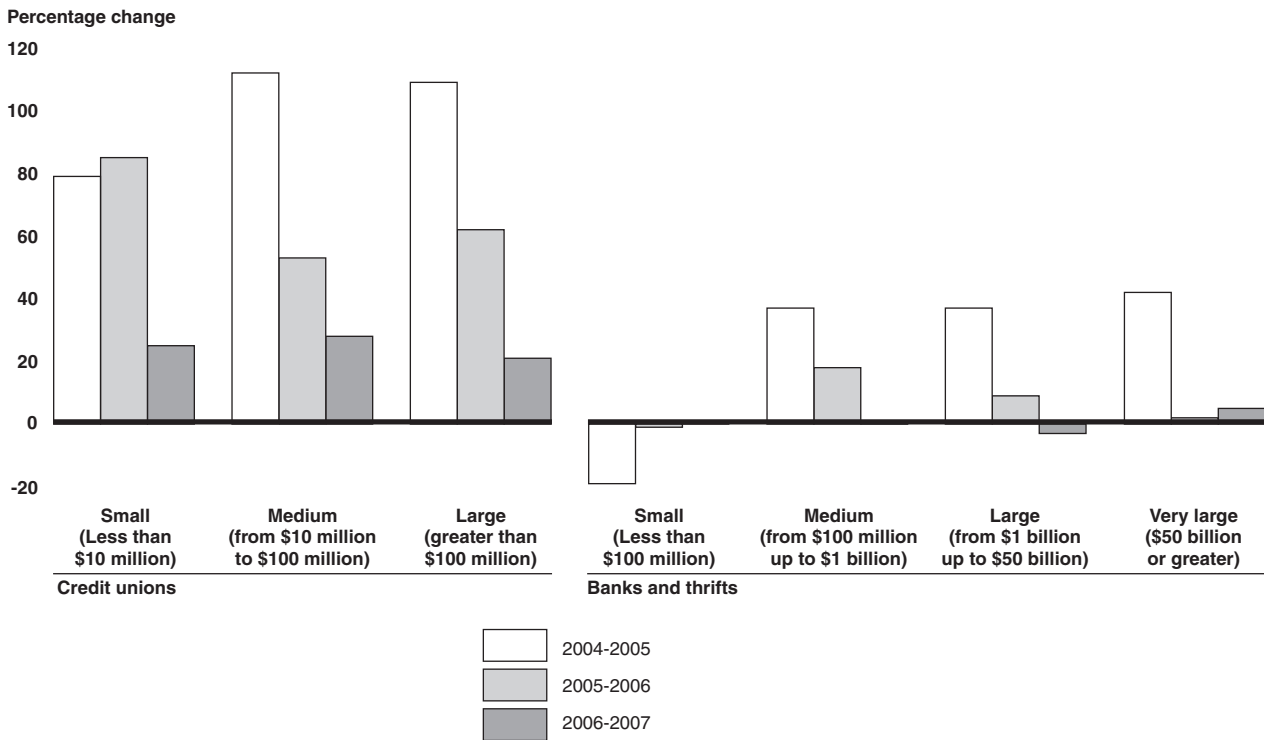 Percentage change
120
100
80
60
40
20
0
-20
Small
(Less than
$10 million)
Medium
(from $10 million
to $100 million)
Large
(greater than
$100 million)
Credit unions
Small
(Less than
$100 million)
Medium
(from $100 million
up to $1 billion)
Large
(from $1 billion
up to $50 billion)
Very large
($50 billion
or greater)
Banks and thrifts
2004-2005
2005-2006
2006-2007